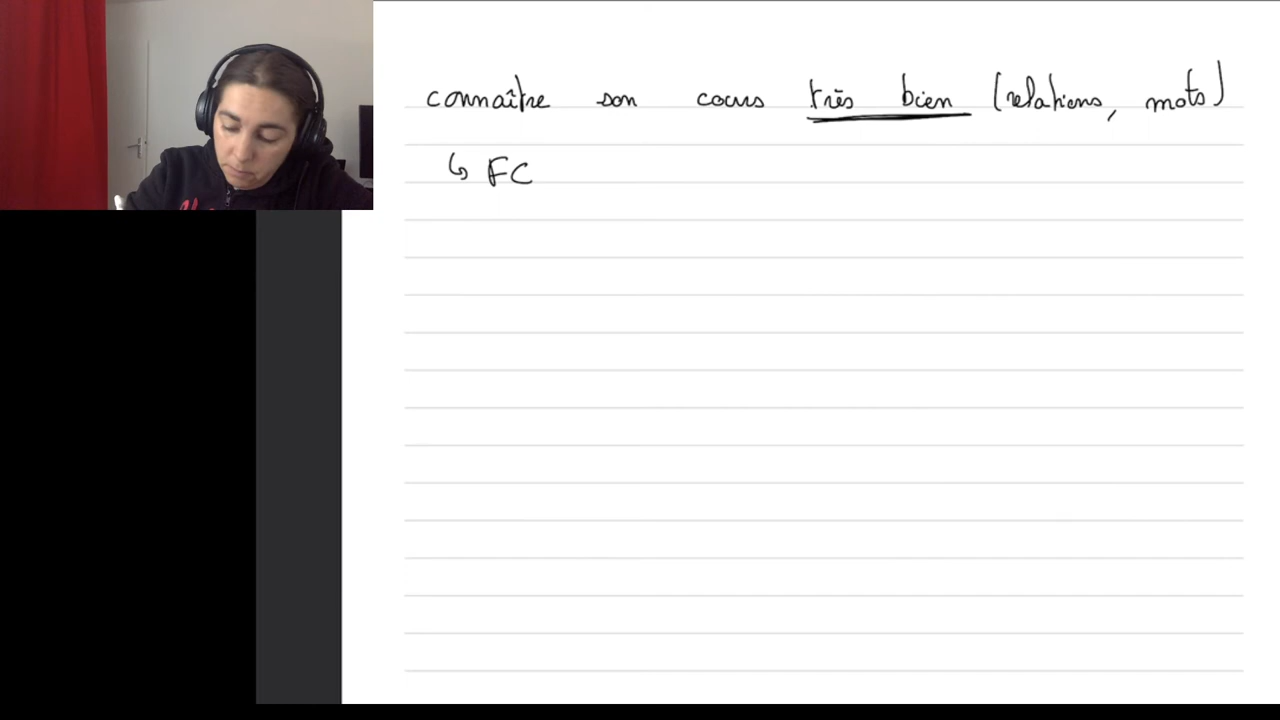 connaître son cours très bien (relations, mots)
↳ FC